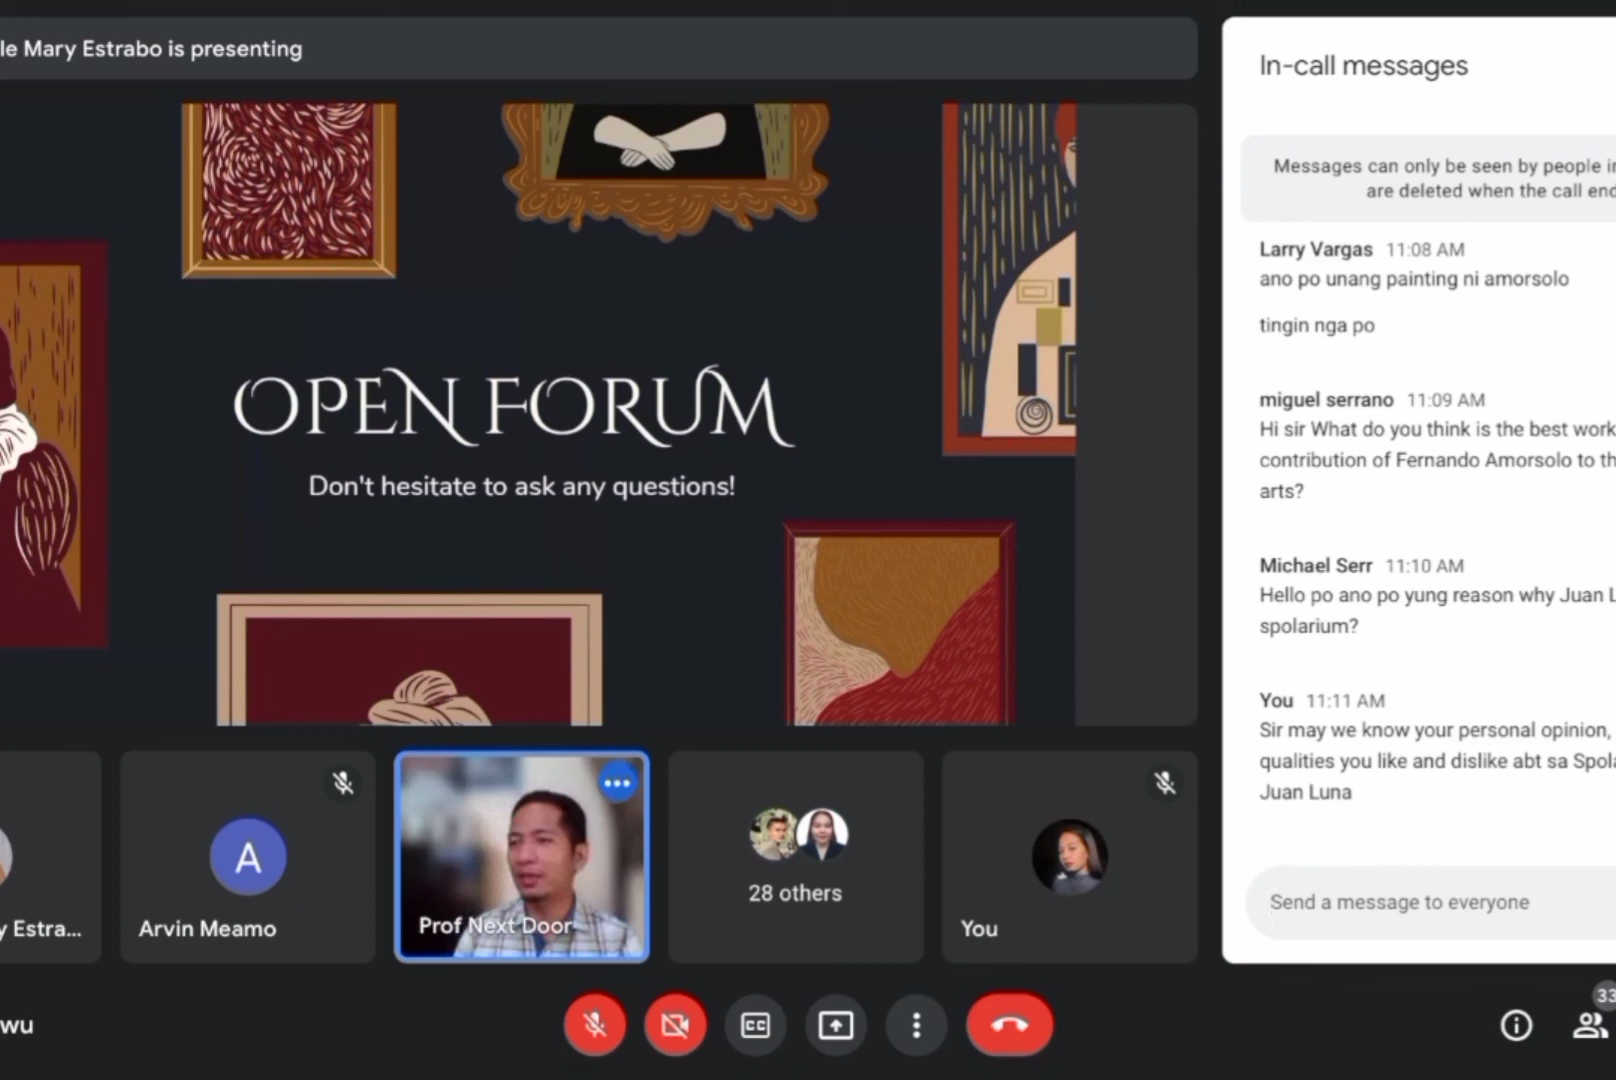 le Mary Estrabo is presenting
OPEN FORUM
Don't hesitate to ask any questions!
y Estra...
A
Arvin Meamo
Prof Next Door
28 others
You
wu
In-call messages
Messages can only be seen by people in
are deleted when the call end
Larry Vargas 11:08 AM
ano po unang painting ni amorsolo
tingin nga po
miguel serrano 11:09 AM
Hi sir What do you think is the best work
contribution of Fernando Amorsolo to th
arts?
Michael Serr 11:10 AM
Hello po ano po yung reason why Juan L
spolarium?
You 11:11 AM
Sir may we know your personal opinion,
qualities you like and dislike abt sa Spola
Juan Luna
Send a message to everyone
CC
33